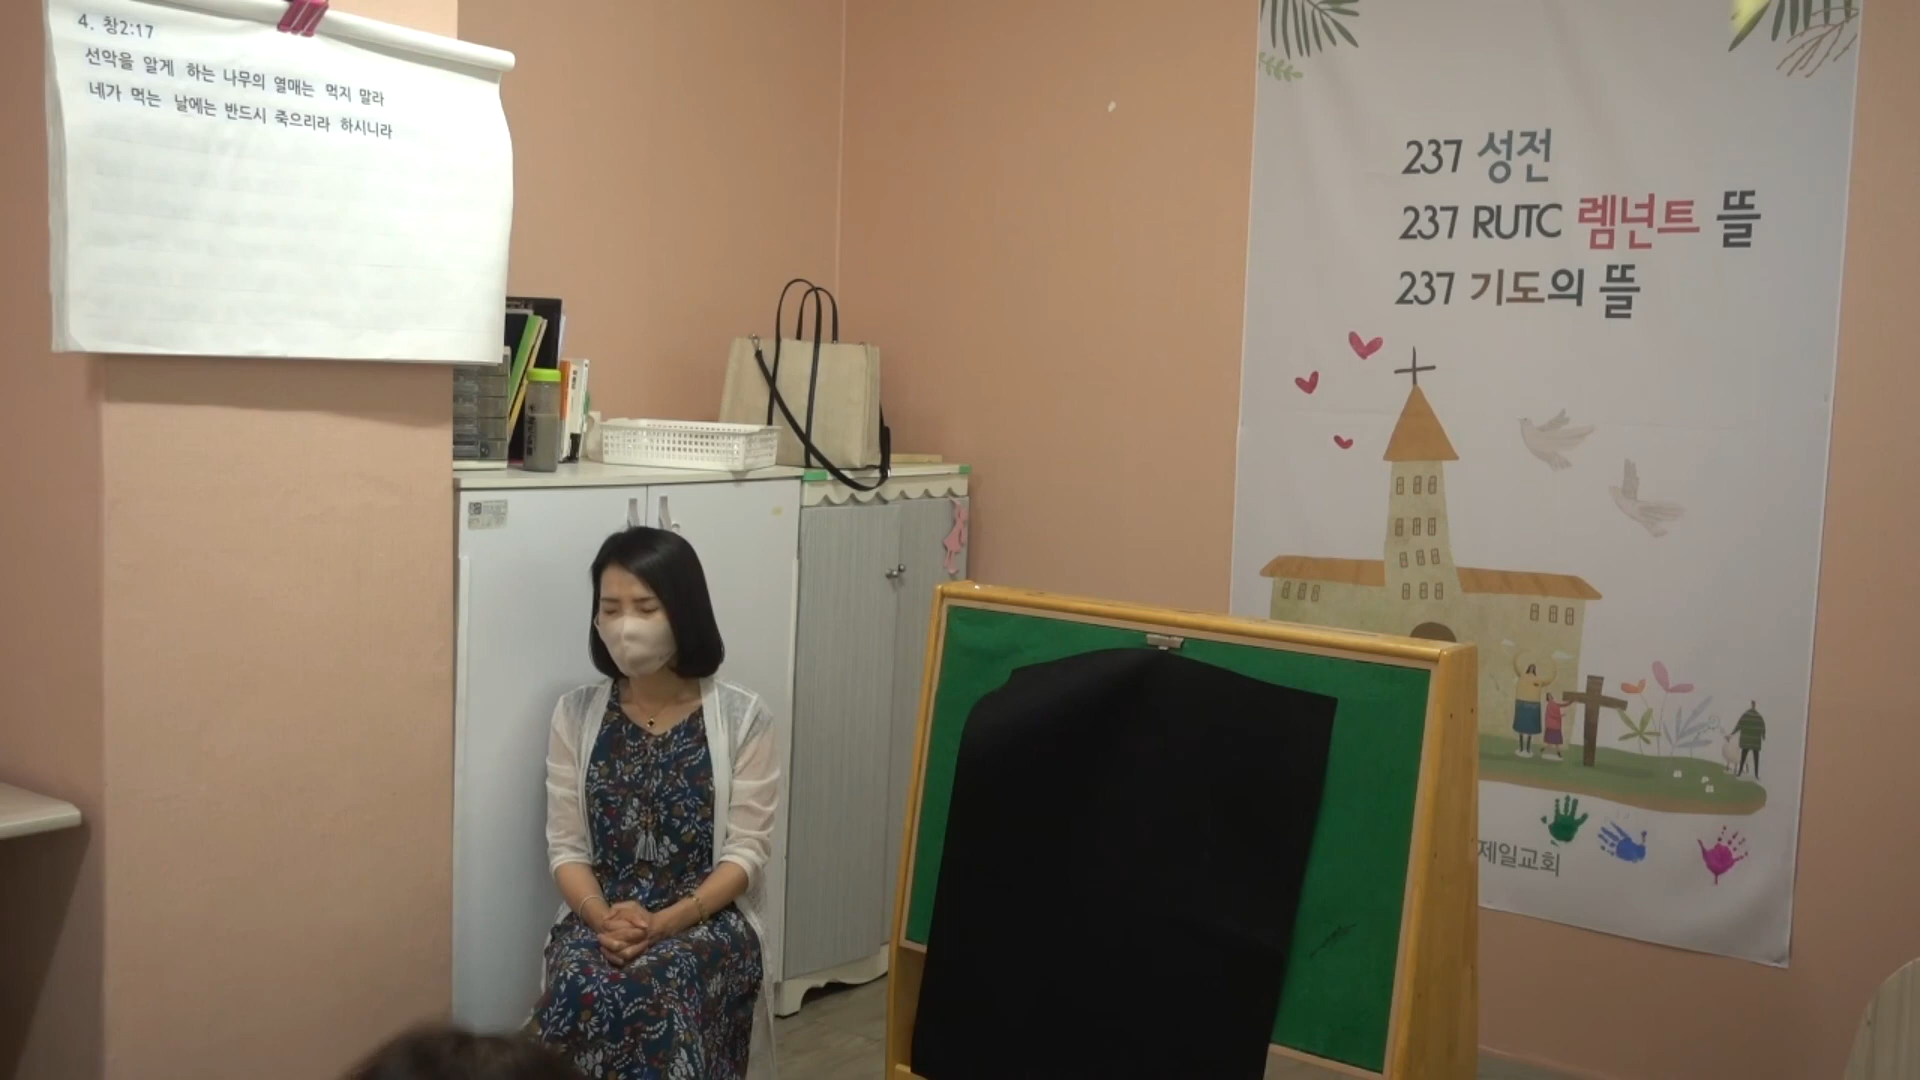 4. 창2:17
선악을 알게 하는 나무의 열매는 먹지 말라
네가 먹는 날에는 반드시 죽으리라 하시니라
237 성전
237 RUTC 렘넌트 뜰
237 기도의 뜰
제일교회